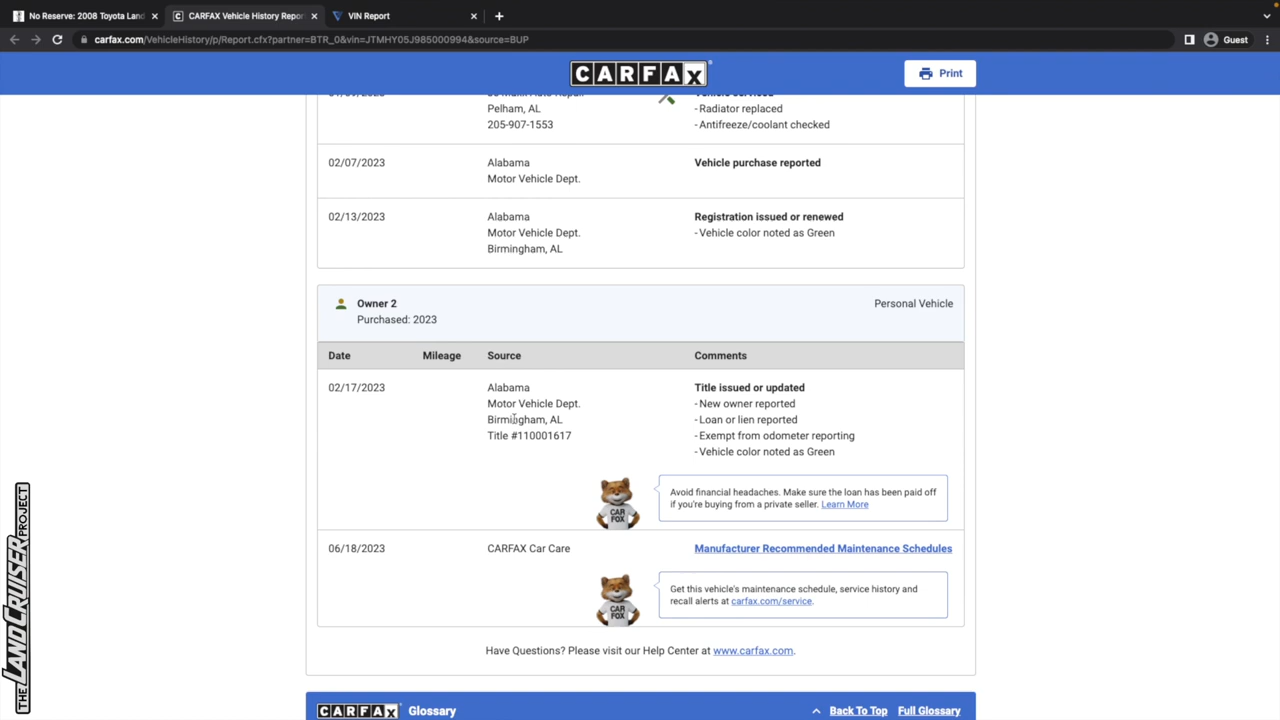 No Reserve: 2008 Toyota Land
CARFAX Vehicle History Repor
VIN Report
carfax.com/VehicleHistory/p/Report.cfx?partner=BTR_0&vin=JTMHY05J985000994&source=BUP
Guest
CARFAX
Print
Pelham, AL
- Radiator replaced
205-907-1553
- Antifreeze/coolant checked
02/07/2023
Alabama
Vehicle purchase reported
Motor Vehicle Dept.
02/13/2023
Alabama
Registration issued or renewed
Motor Vehicle Dept.
- Vehicle color noted as Green
Birmingham, AL
Owner 2
Personal Vehicle
Purchased: 2023
Date
Mileage
Source
Comments
02/17/2023
Alabama
Title issued or updated
Motor Vehicle Dept.
- New owner reported
Birmingham, AL
- Loan or lien reported
Title #110001617
- Exempt from odometer reporting
- Vehicle color noted as Green
CAR
FOX
Avoid financial headaches. Make sure the loan has been paid off
if you're buying from a private seller. Learn More
06/18/2023
CARFAX Car Care
Manufacturer Recommended Maintenance Schedules
CAR
FOX
Get this vehicle's maintenance schedule, service history and
recall alerts at carfax.com/service.
Have Questions? Please visit our Help Center at www.carfax.com.
CARFAX Glossary
Back To Top
Full Glossary
THE LANDCRUISER PROJECT